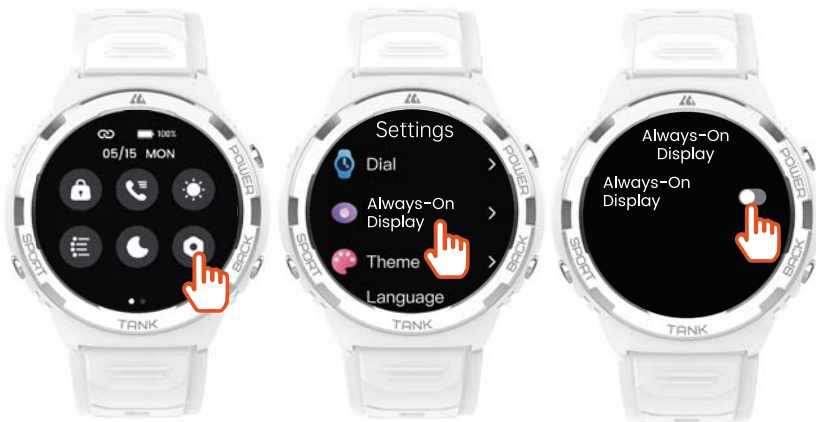 100%
05/15 MON
POWER
BACK
SPORT
TANK
Settings
Dial
Always-On
Display
Theme
Language
POWER
BACK
SPORT
TANK
Always-On
Display
Always-On
Display
POWER
BACK
SPORT
TANK